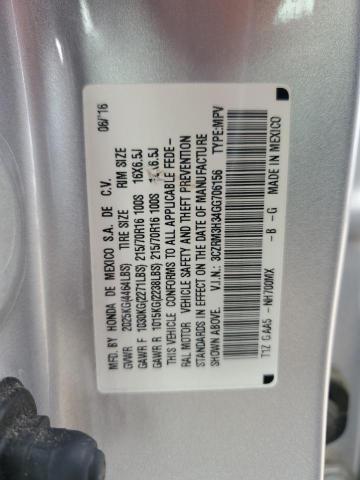 MFD. BY HONDA DE MEXICO S.A. DE C.V. 06/16
GVWR 2025KG(4464LBS) TIRE SIZE RIM SIZE
GAWR F 1030KG(2271LBS) 215/70R16 100S 16X6.5J
GAWR R 1015KG(2238LBS) 215/70R16 100S 16X6.5J
THIS VEHICLE CONFORMS TO ALL APPLICABLE FEDE-
RAL MOTOR VEHICLE SAFETY AND THEFT PREVENTION
STANDARDS IN EFFECT ON THE DATE OF MANUFACTURE
SHOWN ABOVE. V.I.N.: 3CZRM3H34GG706156 TYPE:MPV
T1Z G AA5 -NH700MX -B -G MADE IN MEXICO